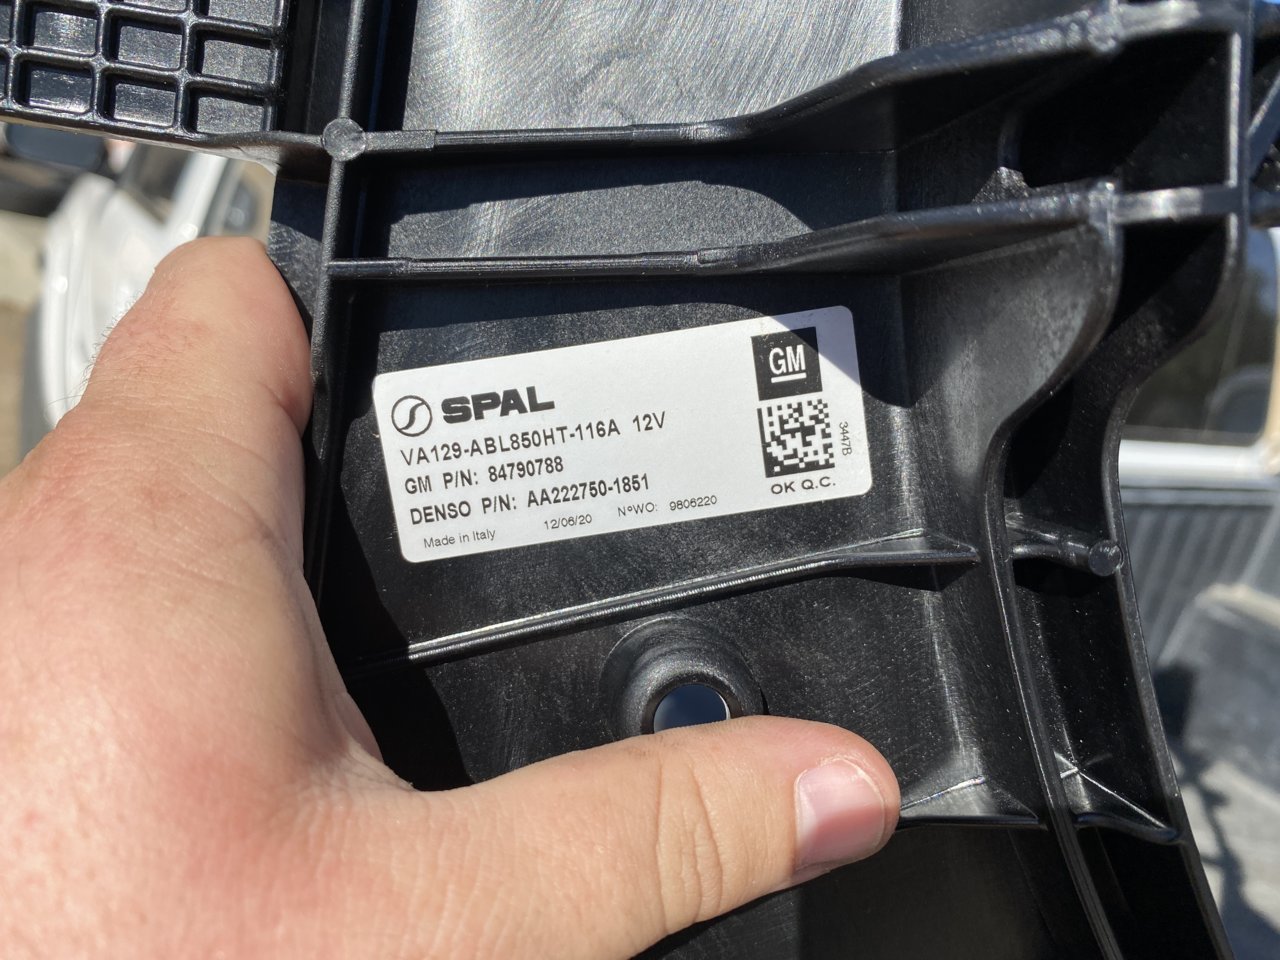 SPAL
VA129-ABL850HT-116A 12V
GM P/N: 84790788
DENSO P/N: AA222750-1851
Made in Italy 12/06/20 N°WO: 9806220
GM
3447B
OK Q.C.